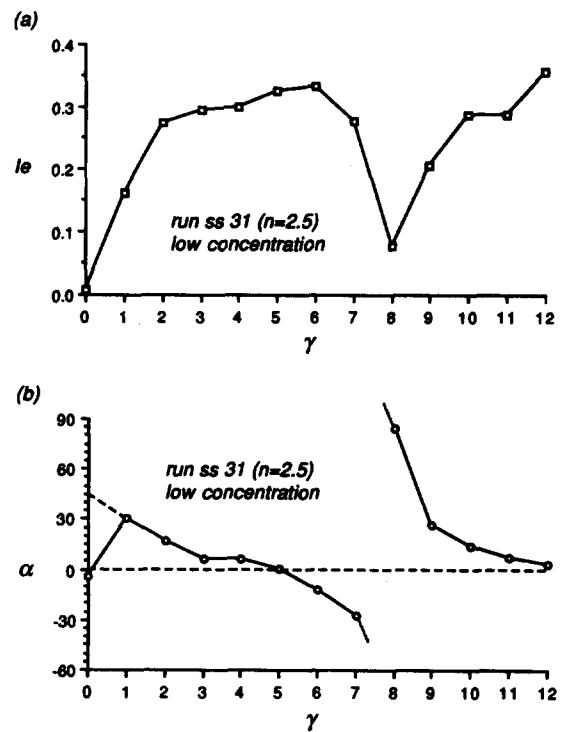 (a)
0.4
0.3
Ie
0.2
run ss 31 (n=2.5)
0.1
low concentration
0.0
0 1 2 3 4 5 6 7 8 9 10 11 12
γ
(b)
90
60
run ss 31 (n=2.5)
low concentration
30
α
0
-30
-60
0 1 2 3 4 5 6 7 8 9 10 11 12
γ